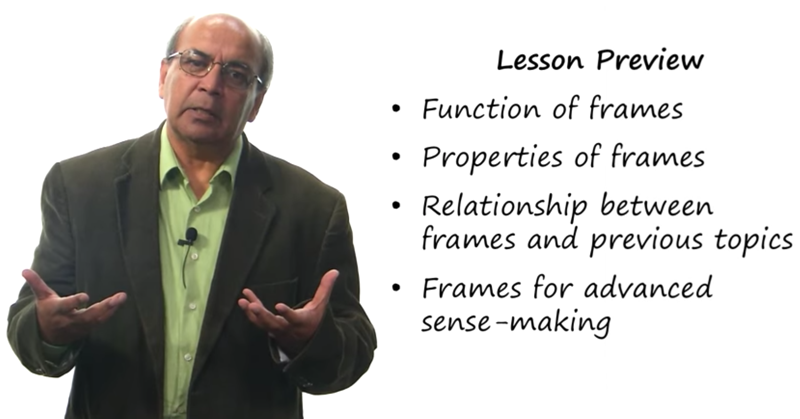 Lesson Preview
• Function of frames
• Properties of frames
• Relationship between
frames and previous topics
• Frames for advanced
sense-making